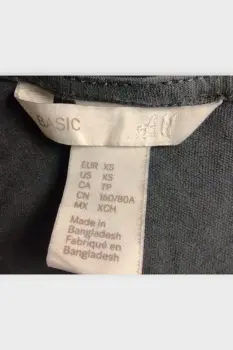 BASIC
EUR XS
US XS
CA TP
CN 160/80A
MX XCH
Made in
Bangladesh
Fabriqué en
Bangladesh